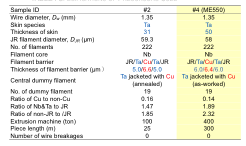 Sample ID #2 #4 (ME550)
Wire diameter, Dw (mm) 1.35 1.35
Skin species Ta Ta
Thickness of skin 31 50
JR filament diameter, DJR (μm) 59.3 58
No. of filaments 222 222
Filament core Nb Nb
Filament barrier JR/Ta/Cu/Ta/JR JR/Ta/Cu/Ta/JR
Thickness of filament barrier (μm) 5.0/6.6/5.0 6.0/6.4/6.0
Central dummy filament Ta jacketed with Cu (annealed) Ta jacketed with Cu (as-worked)
No. of dummy filament 19 19
Ratio of Cu to non-Cu 0.16 0.14
Ratio of Nb&Ta to JR 1.47 1.89
Ratio of non-JR to /JR 1.85 2.32
Extrusion machine (ton) 100 400
Piece length (m) 25 300
Number of wire breakages 0 0